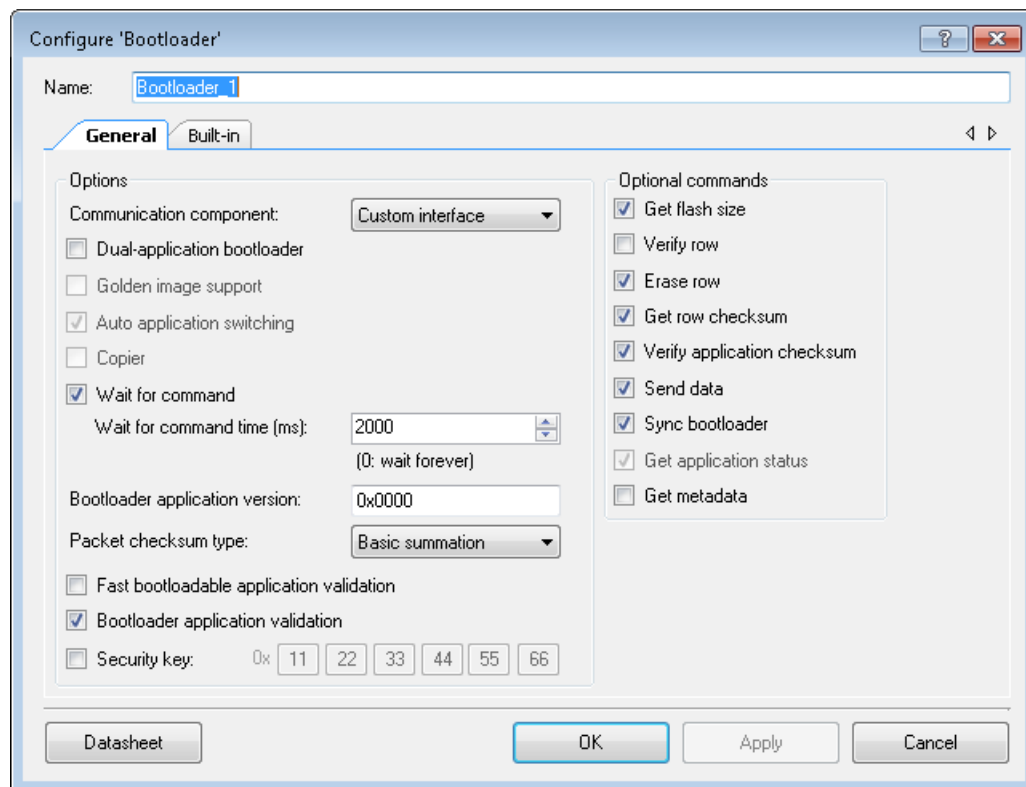 Configure 'Bootloader'
?
Name: Bootloader_1
General Built-in
Options
Communication component: Custom interface
Dual-application bootloader
Golden image support
Auto application switching
Copier
Wait for command
Wait for command time (ms): 2000
(0: wait forever)
Bootloader application version: 0x0000
Packet checksum type: Basic summation
Fast bootloadable application validation
Bootloader application validation
Security key: 0x 11 22 33 44 55 66
Optional commands
Get flash size
Verify row
Erase row
Get row checksum
Verify application checksum
Send data
Sync bootloader
Get application status
Get metadata
Datasheet OK Apply Cancel